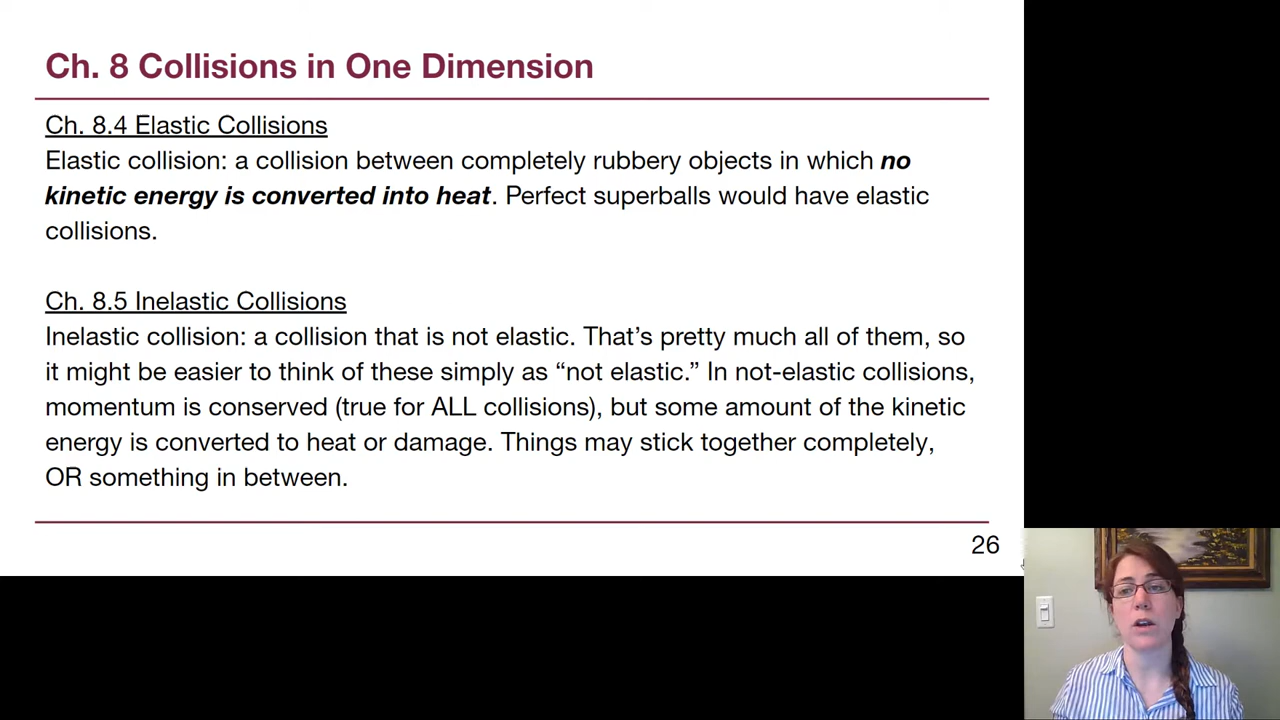 Ch. 8 Collisions in One Dimension
Ch. 8.4 Elastic Collisions
Elastic collision: a collision between completely rubbery objects in which no
kinetic energy is converted into heat. Perfect superballs would have elastic
collisions.
Ch. 8.5 Inelastic Collisions
Inelastic collision: a collision that is not elastic. That’s pretty much all of them, so
it might be easier to think of these simply as “not elastic.” In not-elastic collisions,
momentum is conserved (true for ALL collisions), but some amount of the kinetic
energy is converted to heat or damage. Things may stick together completely,
OR something in between.
26